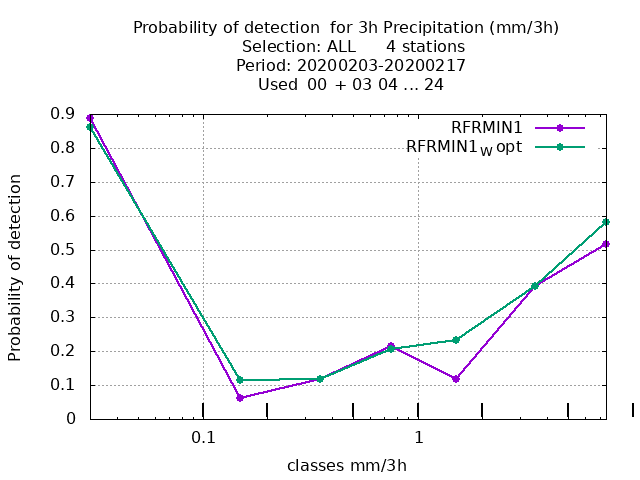 Probability of detection  for 3h Precipitation (mm/3h)
Selection: ALL      4 stations
Period: 20200203-20200217
Used  00  + 03 04 ... 24
RFRMIN1
RFRMIN1W opt
0.9
0.8
0.7
0.6
0.5
0.4
0.3
0.2
0.1
0
Probability of detection
0.1 1
classes mm/3h